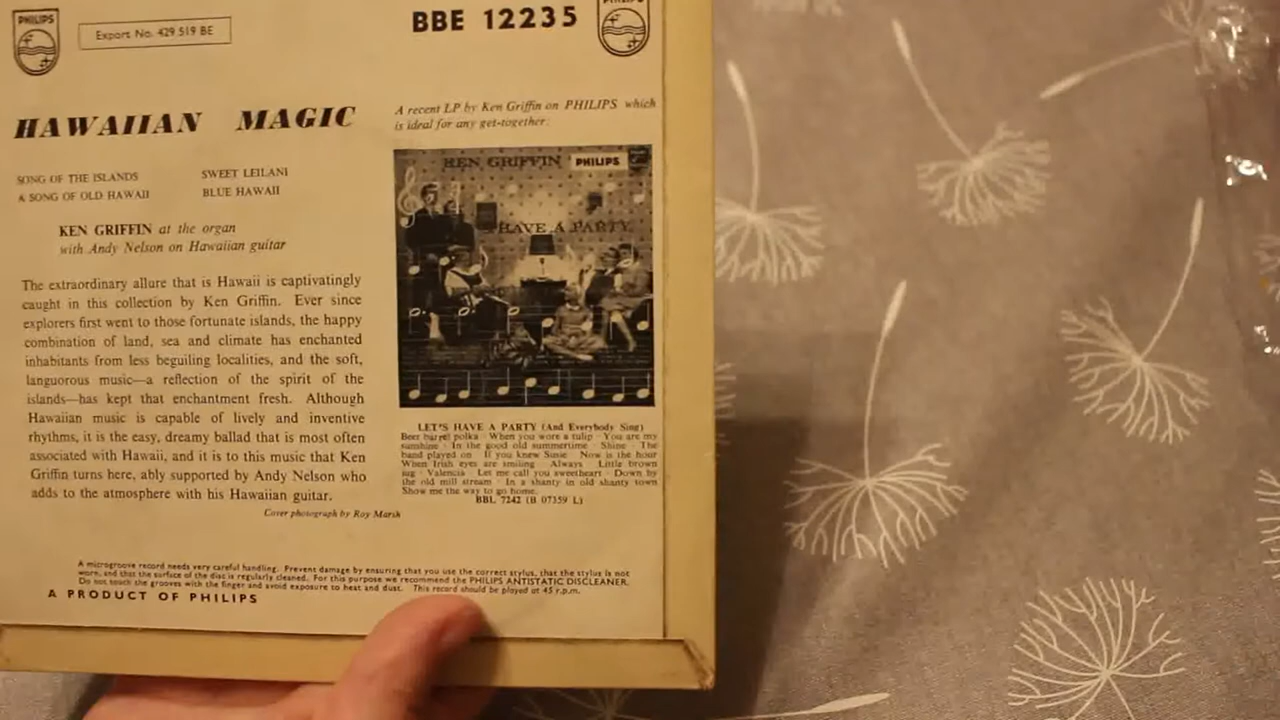 PHILIPS
Export No. 429 519 BE
BBE 12235
PHILIPS
HAWAIIAN MAGIC
SONG OF THE ISLANDS
A SONG OF OLD HAWAII
SWEET LEILANI
BLUE HAWAII
KEN GRIFFIN at the organ
with Andy Nelson on Hawaiian guitar
The extraordinary allure that is Hawaii is captivatingly
caught in this collection by Ken Griffin. Ever since
explorers first went to those fortunate islands, the happy
combination of land, sea and climate has enchanted
inhabitants from less beguiling localities, and the soft,
languorous music—a reflection of the spirit of the
islands—has kept that enchantment fresh. Although
Hawaiian music is capable of lively and inventive
rhythms, it is the easy, dreamy ballad that is most often
associated with Hawaii, and it is to this music that Ken
Griffin turns here, ably supported by Andy Nelson who
adds to the atmosphere with his Hawaiian guitar.
Cover photograph by Roy Marsh
A recent LP by Ken Griffin on PHILIPS which
is ideal for any get-together.
KEN GRIFFIN PHILIPS
HAVE A PARTY
LET'S HAVE A PARTY (And Everybody Sing)
Beer barrel polka · When you wore a tulip · You are my
sunshine · In the good old summertime · Shine · The
band played on · If you knew Susie · Now is the hour
When Irish eyes are smiling · Always · Little brown
jug · Valencia · Let me call you sweetheart · Down by
the old mill stream · In a shanty in old shanty town
Show me the way to go home.
BBL 7242 (B 07359 L)
A microgroove record needs very careful handling. Prevent damage by ensuring that you use the correct stylus, that the stylus is not
worn, and that the surface of the disc is regularly cleaned. For this purpose we recommend the PHILIPS ANTISTATIC DISCLEANER.
Do not touch the grooves with the finger and avoid exposure to heat and dust. This record should be played at 45 r.p.m.
A PRODUCT OF PHILIPS